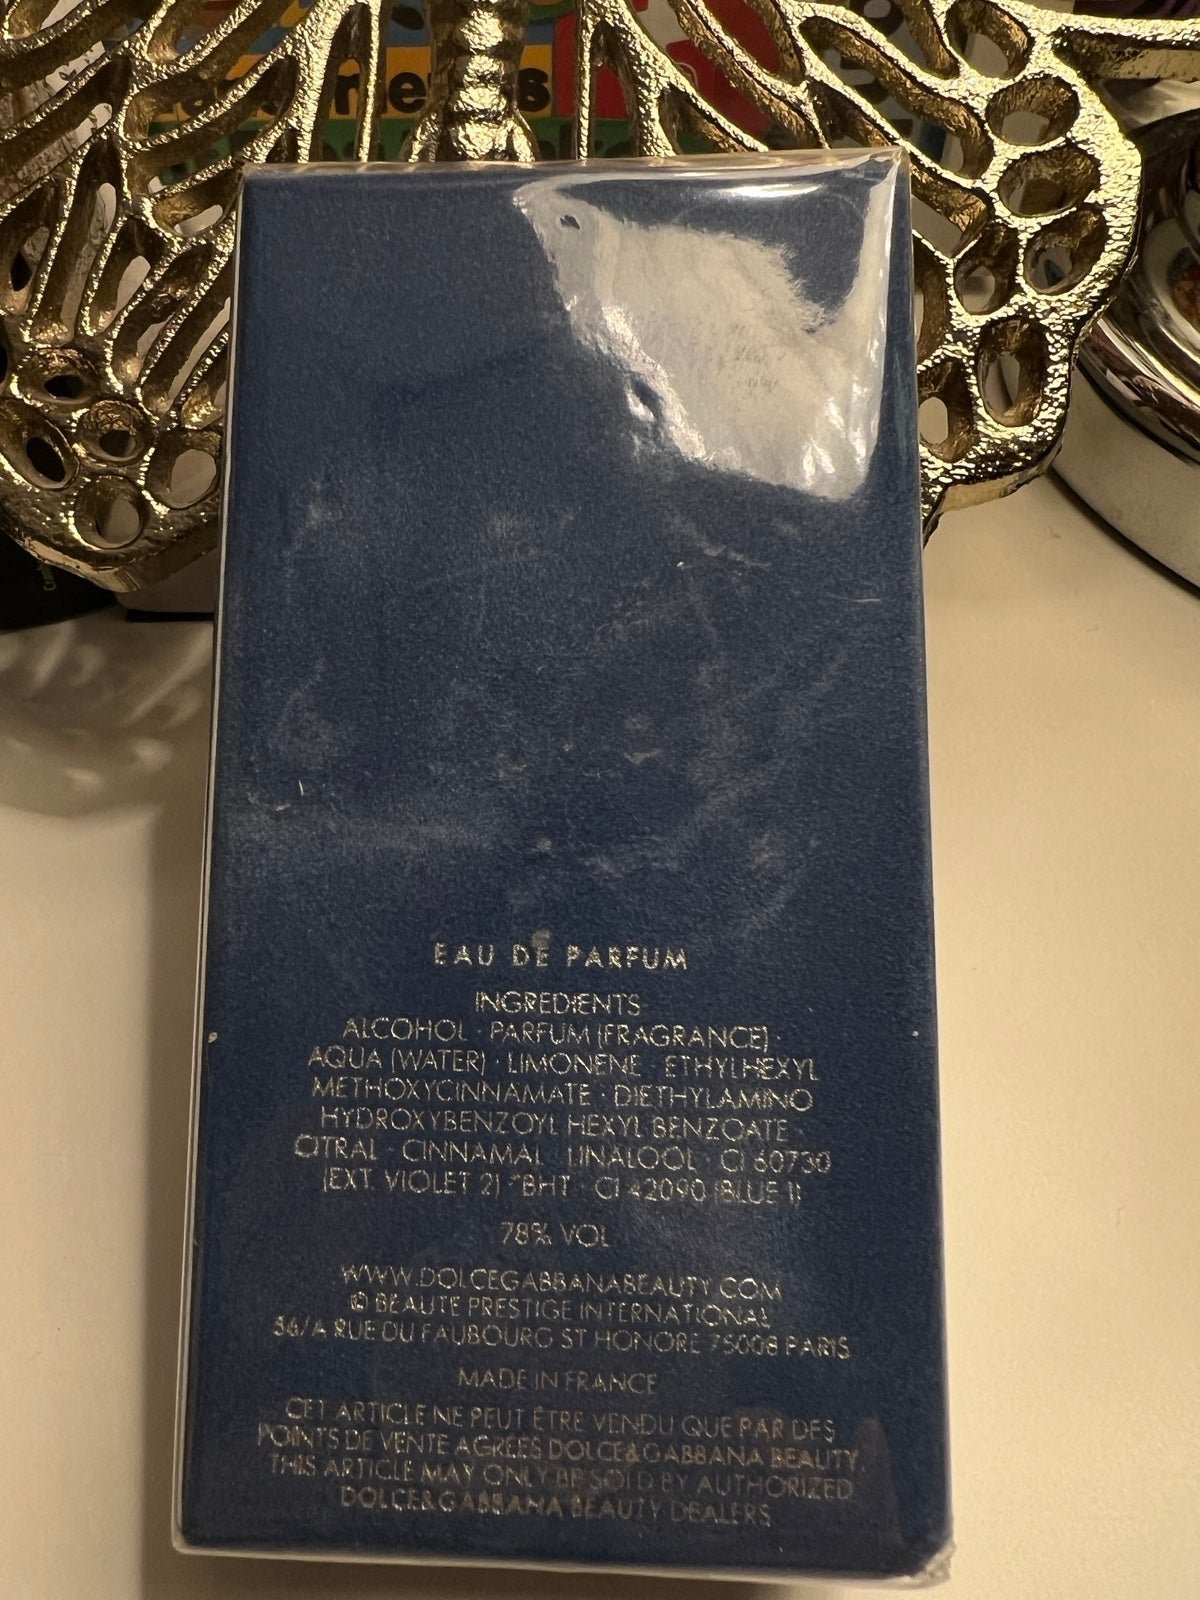 EAU DE PARFUM
INGREDIENTS:
ALCOHOL · PARFUM (FRAGRANCE) ·
AQUA (WATER) · LIMONENE · ETHYLHEXYL
METHOXYCINNAMATE · DIETHYLAMINO
HYDROXYBENZOYL HEXYL BENZOATE ·
CITRAL · CINNAMAL · LINALOOL · CI 60730
(EXT. VIOLET 2) · BHT · CI 42090 (BLUE 1)
78% VOL
WWW.DOLCEGABBANABEAUTY.COM
© BEAUTE PRESTIGE INTERNATIONAL
56/A RUE DU FAUBOURG ST HONORE 75008 PARIS
MADE IN FRANCE
CET ARTICLE NE PEUT ÊTRE VENDU QUE PAR DES
POINTS DE VENTE AGRÉES DOLCE&GABBANA BEAUTY.
THIS ARTICLE MAY ONLY BE SOLD BY AUTHORIZED
DOLCE&GABBANA BEAUTY DEALERS